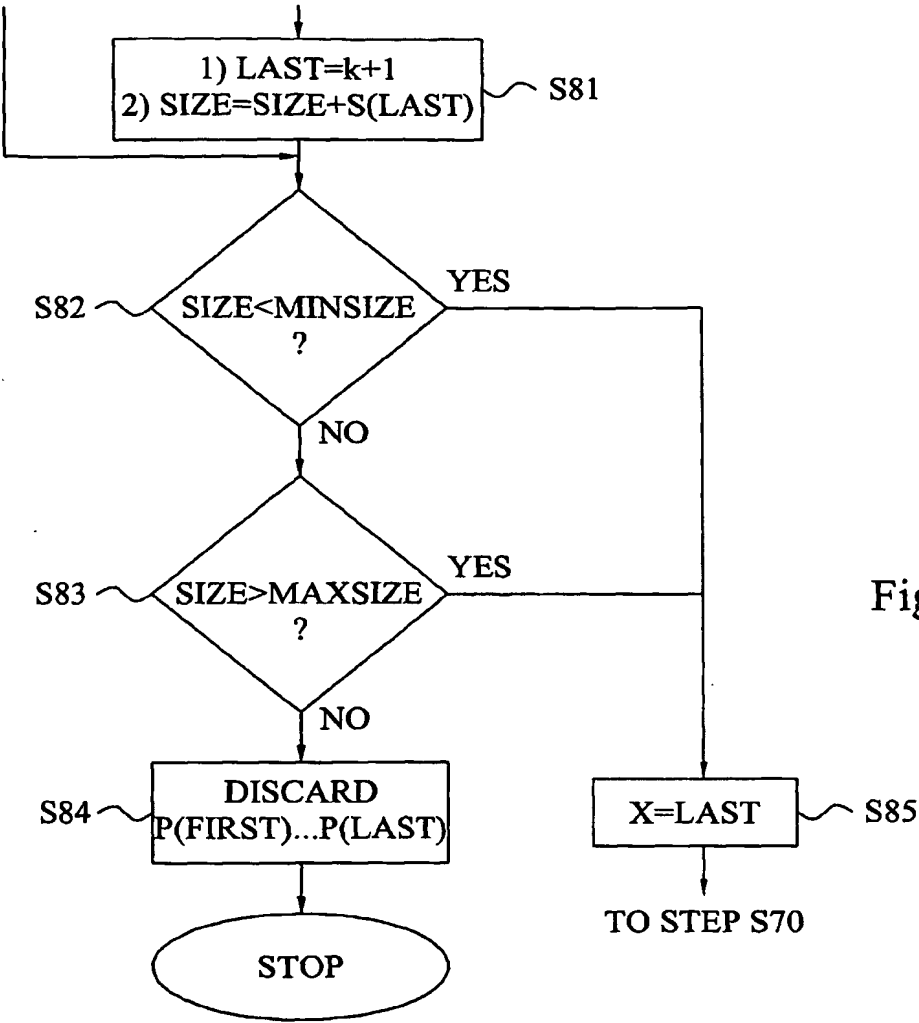 1) LAST=k+1
2) SIZE=SIZE+S(LAST)
S81
YES
S82
SIZE<MINSIZE
?
NO
YES
S83
SIZE>MAXSIZE
?
Fig
NO
S84
DISCARD
P(FIRST)...P(LAST)
X=LAST
S85
TO STEP S70
STOP